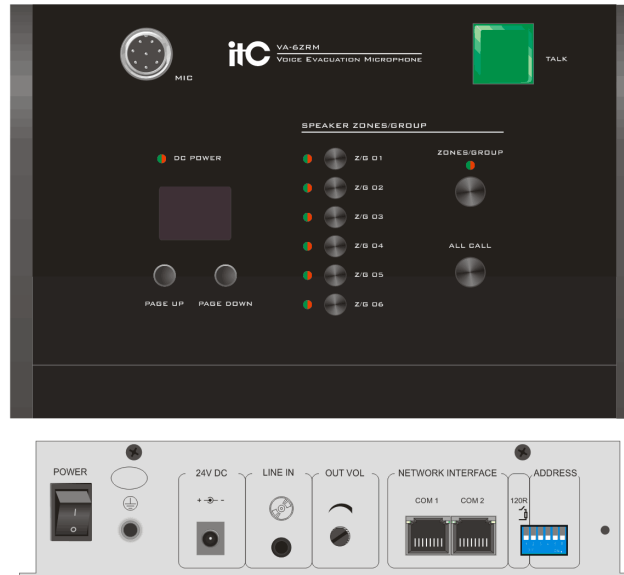 itC
VA-6ZRM
VOICE EVACUATION MICROPHONE
MIC
TALK
SPEAKER ZONES/GROUP
DC POWER
Z/G 01
ZONES/GROUP
Z/G 02
Z/G 03
Z/G 04
ALL CALL
Z/G 05
PAGE UP
PAGE DOWN
Z/G 06
POWER
24V DC
LINE IN
OUT VOL
NETWORK INTERFACE
ADDRESS
COM 1
COM 2
120R